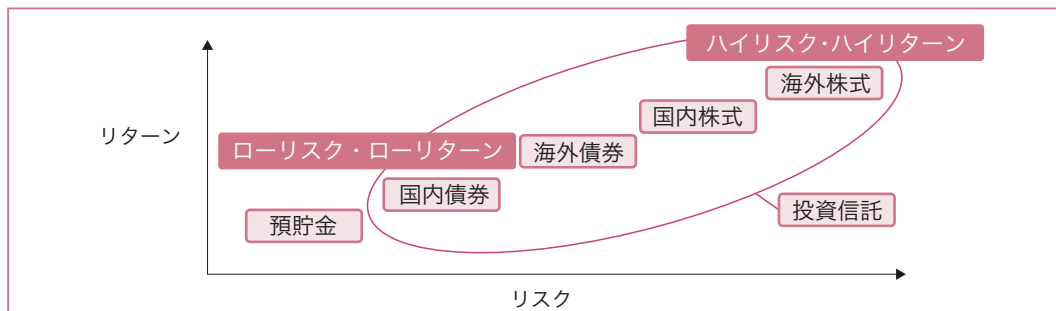 ハイリスク・ハイリターン
海外株式
国内株式
リターン
ローリスク・ローリターン
海外債券
国内債券
投資信託
預貯金
リスク